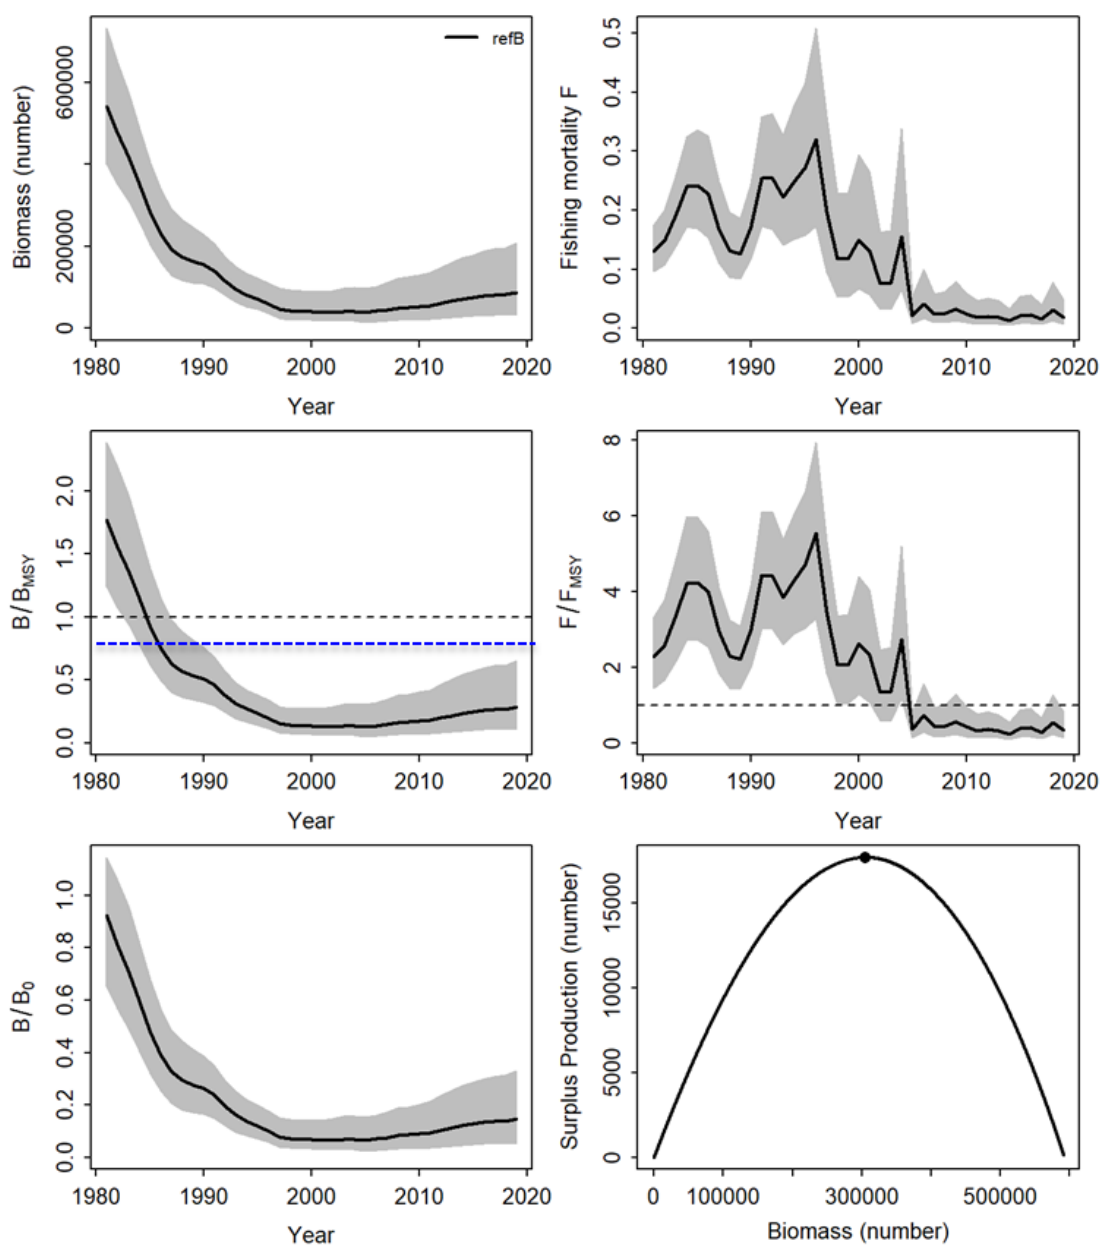 refB
Biomass (number)
600000
200000
0
1980 1990 2000 2010 2020
Year
Fishing mortality F
0.5
0.4
0.3
0.2
0.1
0.0
1980 1990 2000 2010 2020
Year
B/BMSY
2.0
1.5
1.0
0.5
0.0
1980 1990 2000 2010 2020
Year
F/FMSY
8
6
4
2
0
1980 1990 2000 2010 2020
Year
B/B0
1.0
0.8
0.6
0.4
0.2
0.0
1980 1990 2000 2010 2020
Year
Surplus Production (number)
15000
10000
5000
0
0 100000 300000 500000
Biomass (number)